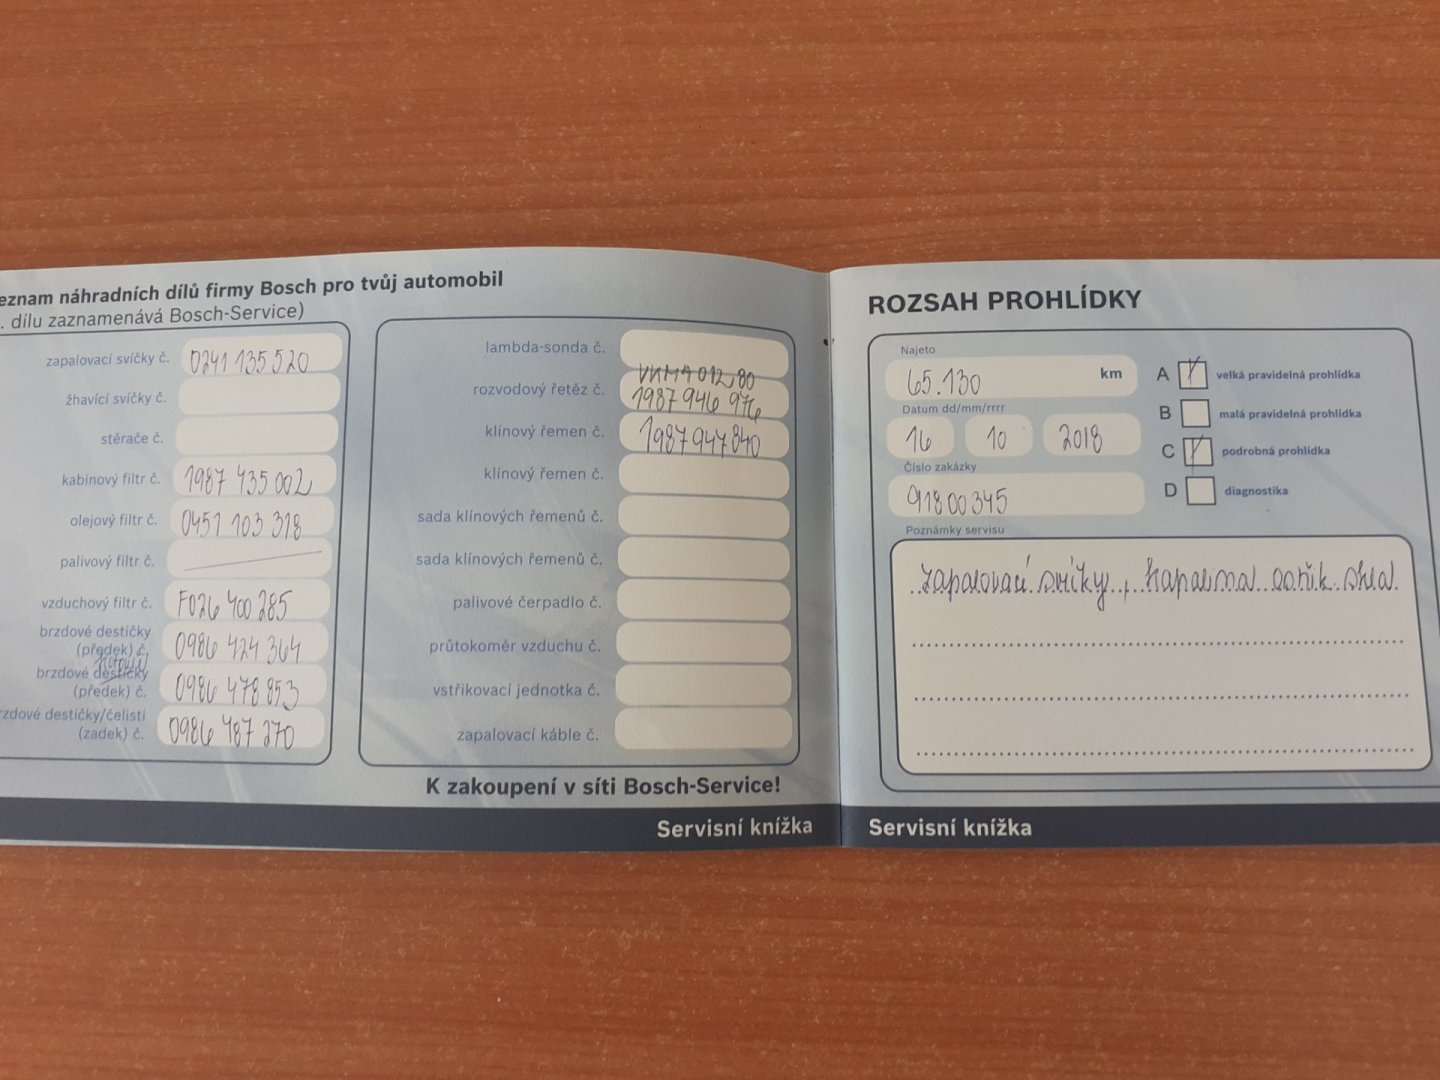 eznam náhradních dílů firmy Bosch pro tvůj automobil
. dílu zaznamenává Bosch-Service)
zapalovací svíčky č. 0241 135 520
žhavící svíčky č.
stěrače č.
kabinový filtr č. 1987 435 002
olejový filtr č. 0451 103 318
palivový filtr č.
vzduchový filtr č. F026 400 285
brzdové destičky
(předek) č. 0986 424 364
brzdové destičky
(předek) č. 0986 478 853
rzdové destičky/čelisti
(zadek) č. 0986 487 270
lambda-sonda č.
rozvodový řetěz č. 1987 946 976
klínový řemen č. 1987 947 840
klínový řemen č.
sada klínových řemenů č.
sada klínových řemenů č.
palivové čerpadlo č.
průtokoměr vzduchu č.
vstřikovací jednotka č.
zapalovací káble č.
K zakoupení v síti Bosch-Service!
Servisní knížka
ROZSAH PROHLÍDKY
Najeto
65.130 km
Datum dd/mm/rrrr
16 10 2018
Číslo zakázky
91800345
A velká pravidelná prohlídka
B malá pravidelná prohlídka
C podrobná prohlídka
D diagnostika
Poznámky servisu
zapalovací svíčky, kapalina ostřik. skla.
Servisní knížka